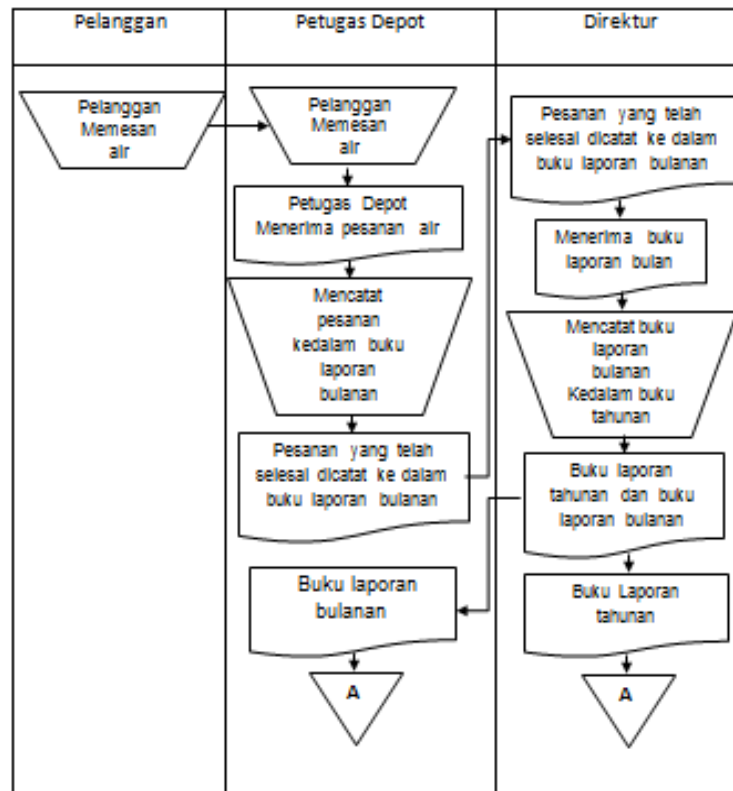 Pelanggan
Petugas Depot
Direktur
Pelanggan
Memesan
air
Pelanggan
Memesan
air
Petugas Depot
Menerima pesanan air
Mencatat
pesanan
kedalam buku
laporan
bulanan
Pesanan yang telah
selesai dicatat ke dalam
buku laporan bulanan
Buku laporan
bulanan
A
Pesanan yang telah
selesai dicatat ke dalam
buku laporan bulanan
Menerima buku
laporan bulan
Mencatat buku
laporan
bulanan
Kedalam buku
tahunan
Buku laporan
tahunan dan buku
laporan bulanan
Buku Laporan
tahunan
A